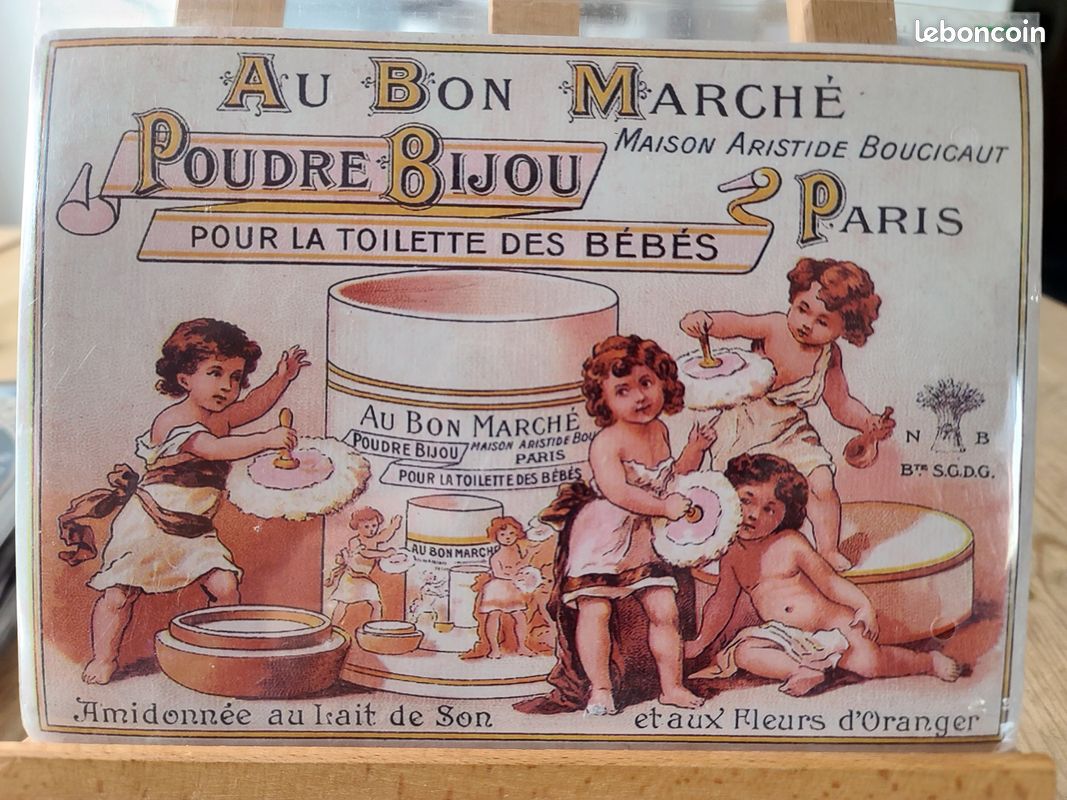 leboncoin
AU BON MARCHÉ
MAISON ARISTIDE BOUCICAUT
POUDRE BIJOU
PARIS
POUR LA TOILETTE DES BÉBÉS
AU BON MARCHÉ
POUDRE BIJOU
MAISON ARISTIDE BOU
PARIS
POUR LA TOILETTE DES BÉBÉS
AU BON MARCHÉ
N B
BTE S.G.D.G.
Amidonnée au Lait de Son et aux Fleurs d'Oranger